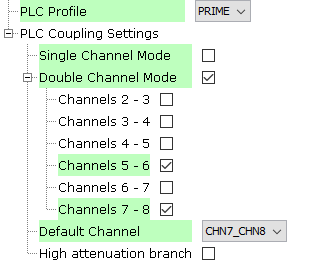 PLC Profile PRIME
PLC Coupling Settings
Single Channel Mode
Double Channel Mode
Channels 2 - 3
Channels 3 - 4
Channels 4 - 5
Channels 5 - 6
Channels 6 - 7
Channels 7 - 8
Default Channel CHN7_CHN8
High attenuation branch